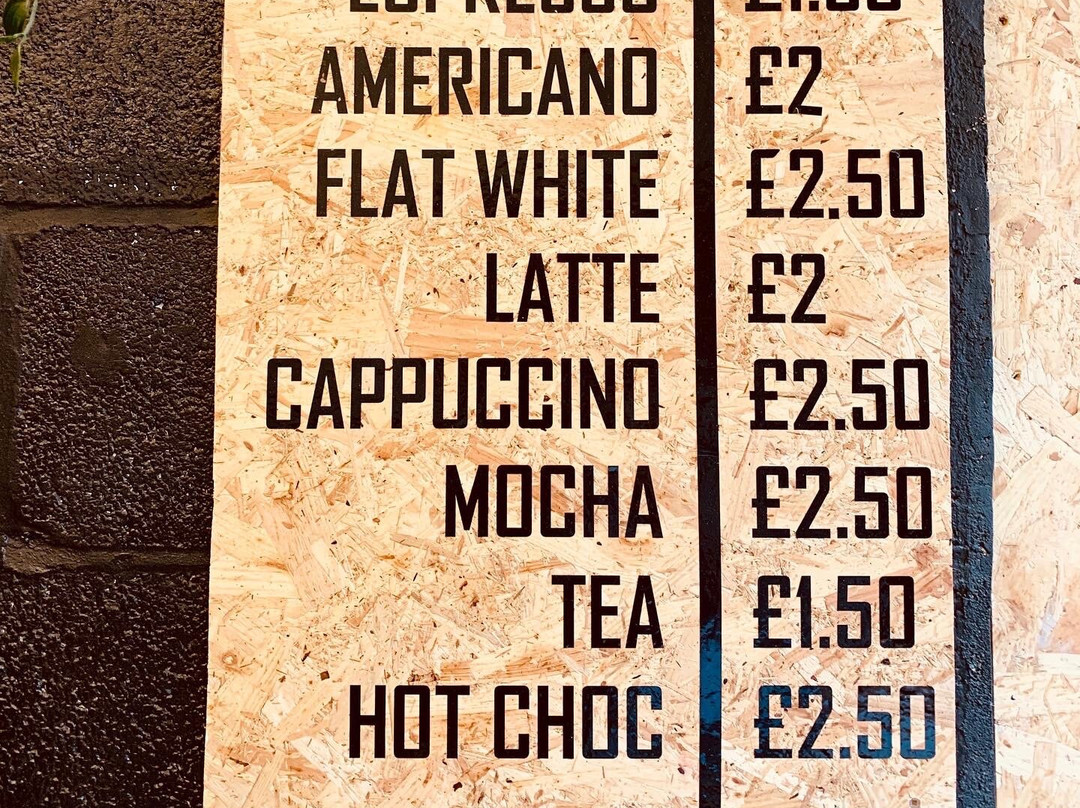 ESPRESSO
AMERICANO £2
FLAT WHITE £2.50
LATTE £2
CAPPUCCINO £2.50
MOCHA £2.50
TEA £1.50
HOT CHOC £2.50